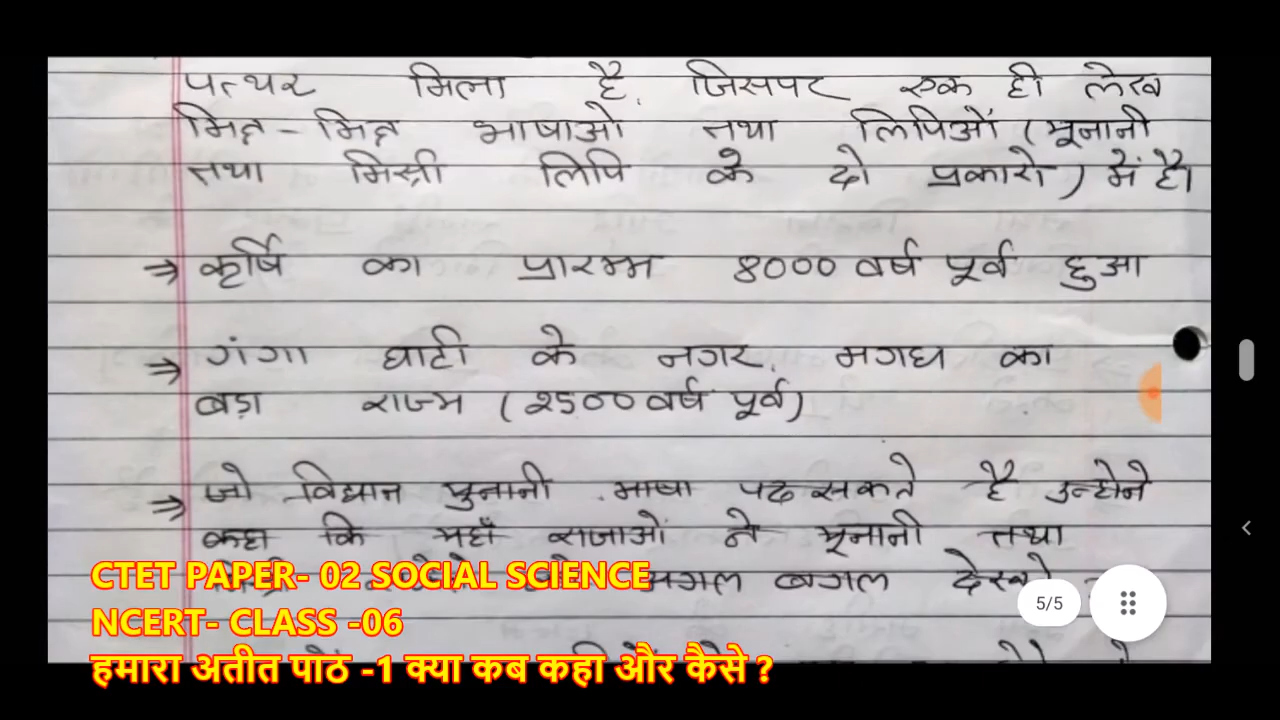 पत्थर मिला है, जिसपर एक ही लेख
भिन्न - भिन्न भाषाओं तथा लिपिओं (यूनानी
तथा मिस्री लिपि के दो प्रकारों) में है।
⇒ कृर्षि का प्रारम्भ 8000 वर्ष पूर्व हुआ
⇒ गंगा घाटी के नगर, मगध का
बड़ा राज्य (2500 वर्ष पूर्व)
⇒ जो विद्यान युनानी भाषा पढ सकते है उन्होने
कहा कि यहाँ राजाओं ने यूनानी तथा
अगल बगल देखो
CTET PAPER- 02 SOCIAL SCIENCE
5/5
NCERT- CLASS -06
हमारा अतीत पाठ -1 क्या कब कहा और कैसे ?